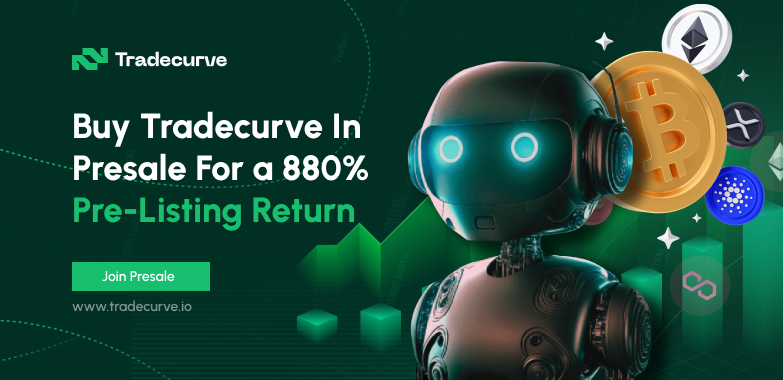 Tradecurve
Buy Tradecurve In
Presale For a 880%
Pre-Listing Return
Join Presale
www.tradecurve.io